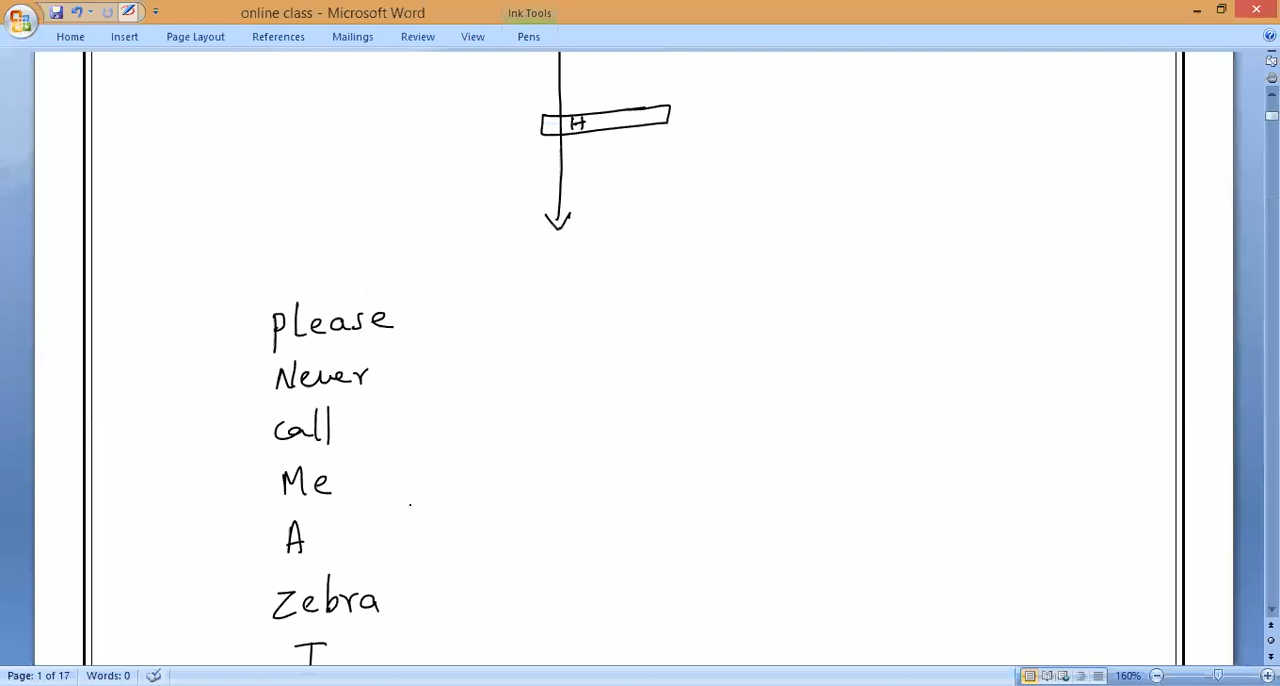 online class - Microsoft Word
Ink Tools
Home Insert Page Layout References Mailings Review View Pens
H
please
Never
call
Me
A
Zebra
I
Page: 1 of 17 Words: 0 160%